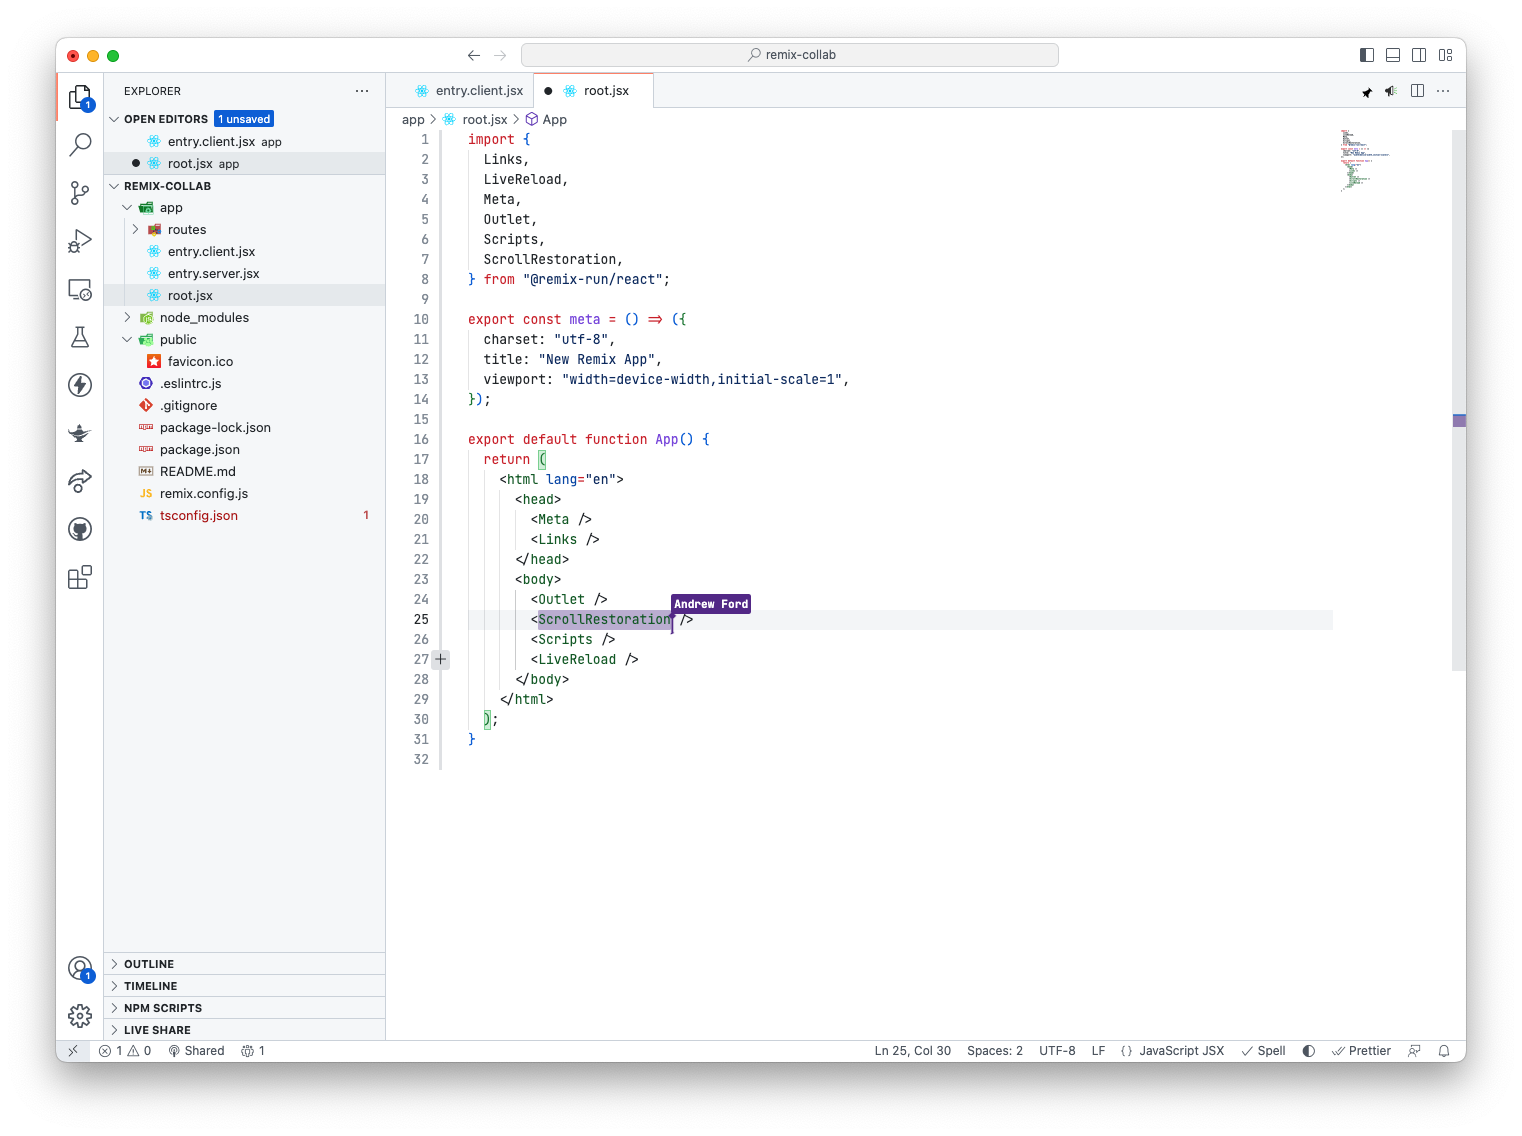 remix-collab
EXPLORER
OPEN EDITORS 1 unsaved
entry.client.jsx app
root.jsx app
REMIX-COLLAB
app
routes
entry.client.jsx
entry.server.jsx
root.jsx
node_modules
public
favicon.ico
.eslintrc.js
.gitignore
package-lock.json
package.json
README.md
JS remix.config.js
TS tsconfig.json 1
OUTLINE
TIMELINE
NPM SCRIPTS
LIVE SHARE
1
1
entry.client.jsx
root.jsx
app > root.jsx > App
1 import {
2 Links,
3 LiveReload,
4 Meta,
5 Outlet,
6 Scripts,
7 ScrollRestoration,
8 } from "@remix-run/react";
9
10 export const meta = () => ({
11 charset: "utf-8",
12 title: "New Remix App",
13 viewport: "width=device-width,initial-scale=1",
14 });
15
16 export default function App() {
17 return (
18 <html lang="en">
19 <head>
20 <Meta />
21 <Links />
22 </head>
23 <body>
24 <Outlet />
Andrew Ford
25 <ScrollRestoration />
26 <Scripts />
27 <LiveReload />
28 </body>
29 </html>
30 );
31 }
32
1 0 Shared 1 Ln 25, Col 30 Spaces: 2 UTF-8 LF {} JavaScript JSX Spell Prettier